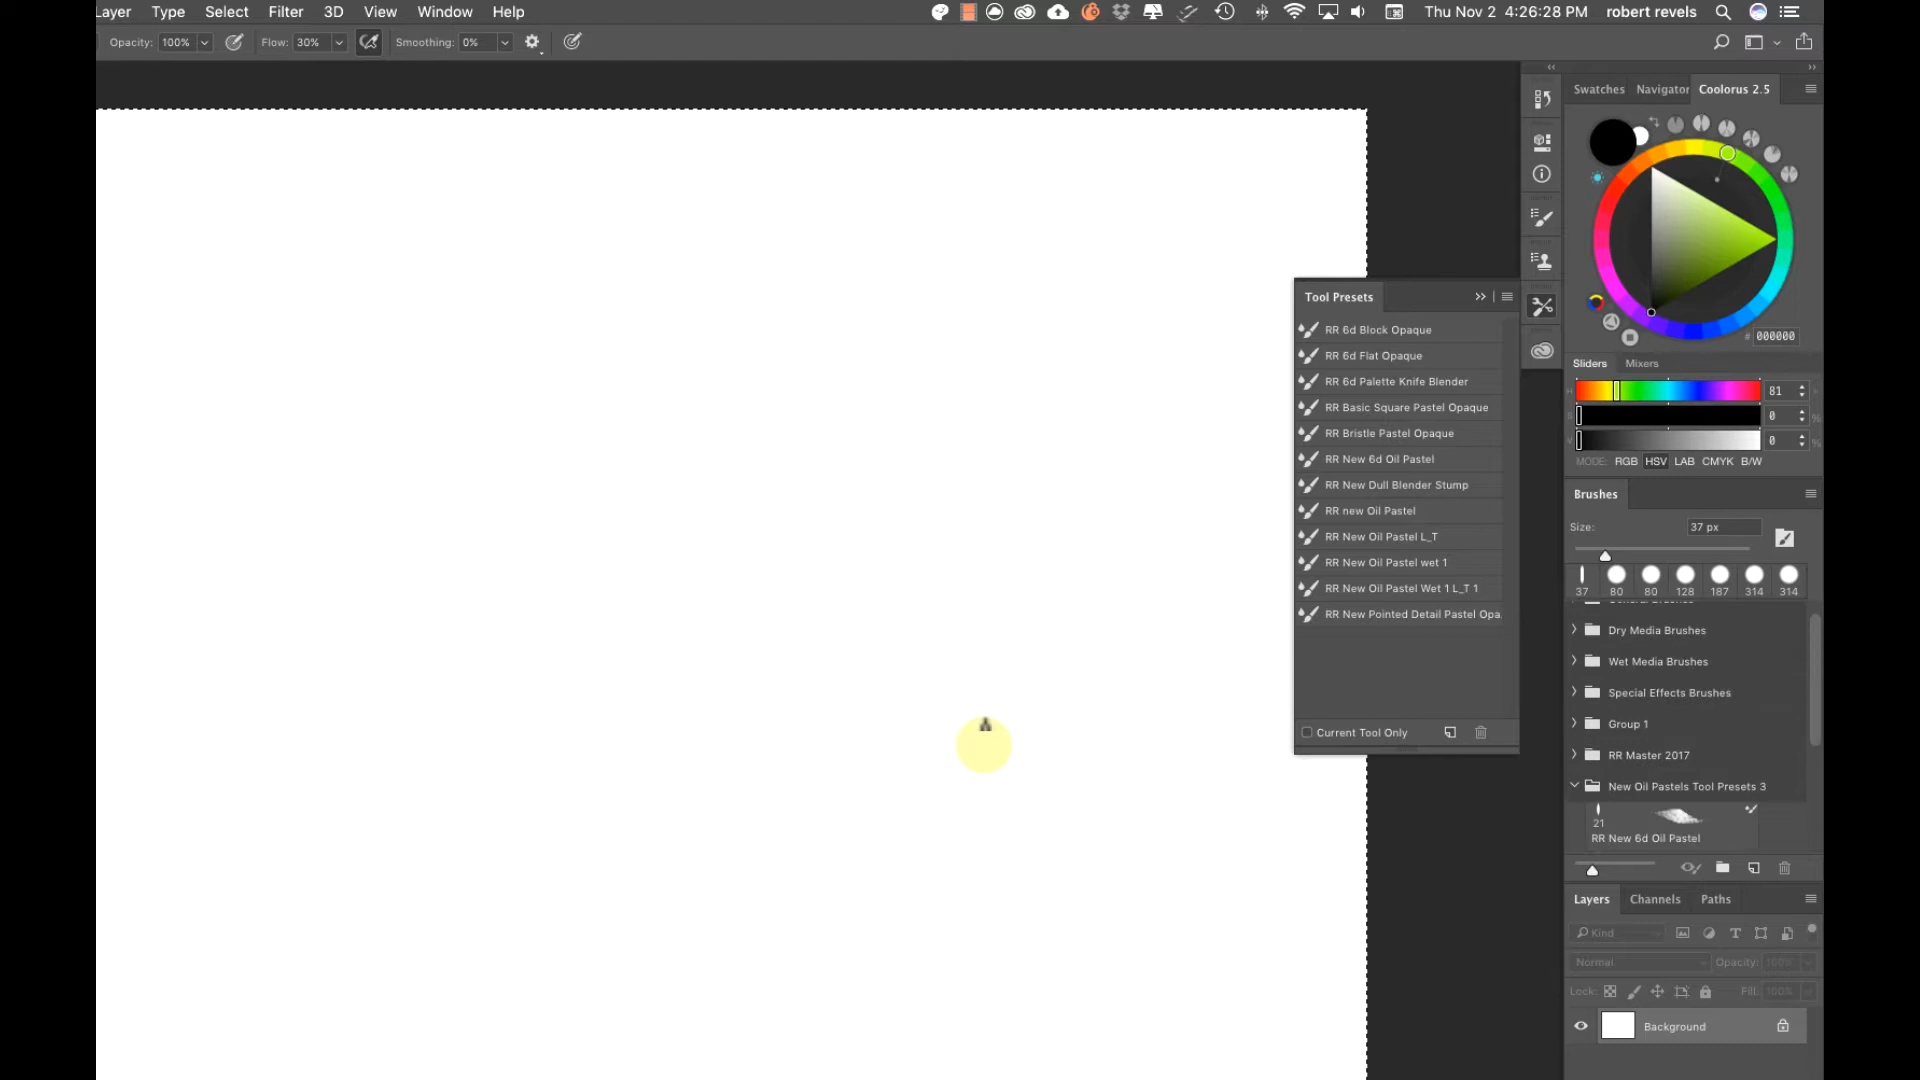 Layer Type Select Filter 3D View Window Help Thu Nov 2 4:26:28 PM robert revels
Opacity: 100% Flow: 30% Smoothing: 0%
Swatches Navigator Coolorus 2.5
# 000000
Sliders Mixers
H 81 °
S 0 %
V 0 %
MODE: RGB HSV LAB CMYK B/W
Tool Presets
RR 6d Block Opaque
RR 6d Flat Opaque
RR 6d Palette Knife Blender
RR Basic Square Pastel Opaque
RR Bristle Pastel Opaque
RR New 6d Oil Pastel
RR New Dull Blender Stump
RR new Oil Pastel
RR New Oil Pastel L_T
RR New Oil Pastel wet 1
RR New Oil Pastel Wet 1 L_T 1
RR New Pointed Detail Pastel Opa
Current Tool Only
Brushes
Size: 37 px
37 80 80 128 187 314 314
General Brushes
Dry Media Brushes
Wet Media Brushes
Special Effects Brushes
Group 1
RR Master 2017
New Oil Pastels Tool Presets 3
21
RR New 6d Oil Pastel
Layers Channels Paths
Kind
Normal Opacity: 100%
Lock: Fill: 100%
Background